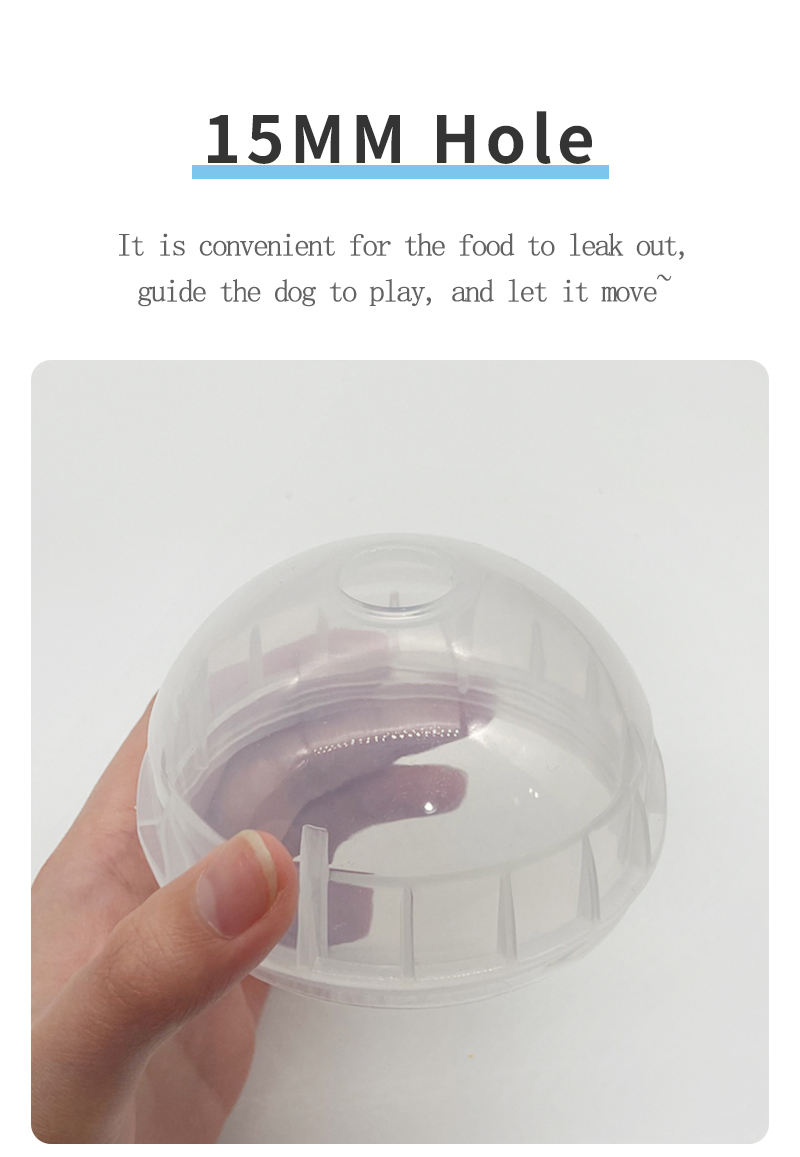 15MM Hole
It is convenient for the food to leak out,
guide the dog to play, and let it move~